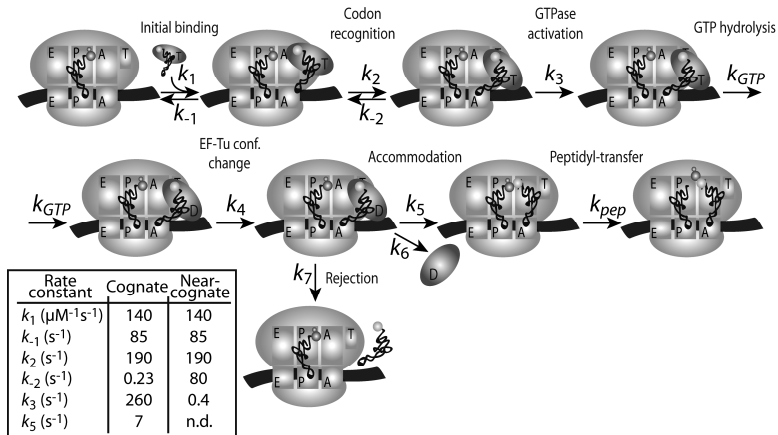 Initial binding
Codon
recognition
GTPase
activation
GTP hydrolysis
E P A T
E P A
k1
k-1
T
E P A T
E P A
k2
k-2
E P A T
E P A
k3
E P A T
E P A
kGTP
EF-Tu conf.
change
Accommodation
Peptidyl-transfer
kGTP
E P A D
E P A
k4
E P A D
E P A
k5
k6
D
E P A T
E P A
kpep
E P A T
E P A
k7
Rejection
E P A T
E P A
Rate
constant
Cognate
Near-
cognate
k1 (µM-1s-1) 140 140
k-1 (s-1) 85 85
k2 (s-1) 190 190
k-2 (s-1) 0.23 80
k3 (s-1) 260 0.4
k5 (s-1) 7 n.d.